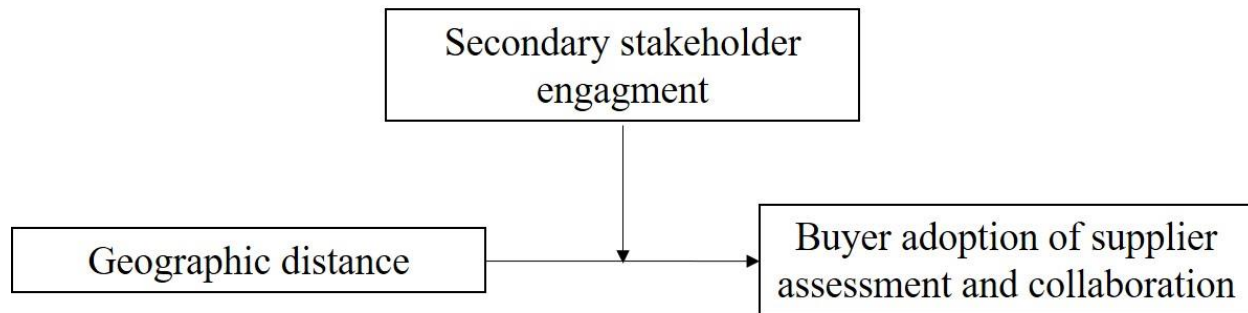 Secondary stakeholder
engagment
Geographic distance
Buyer adoption of supplier
assessment and collaboration